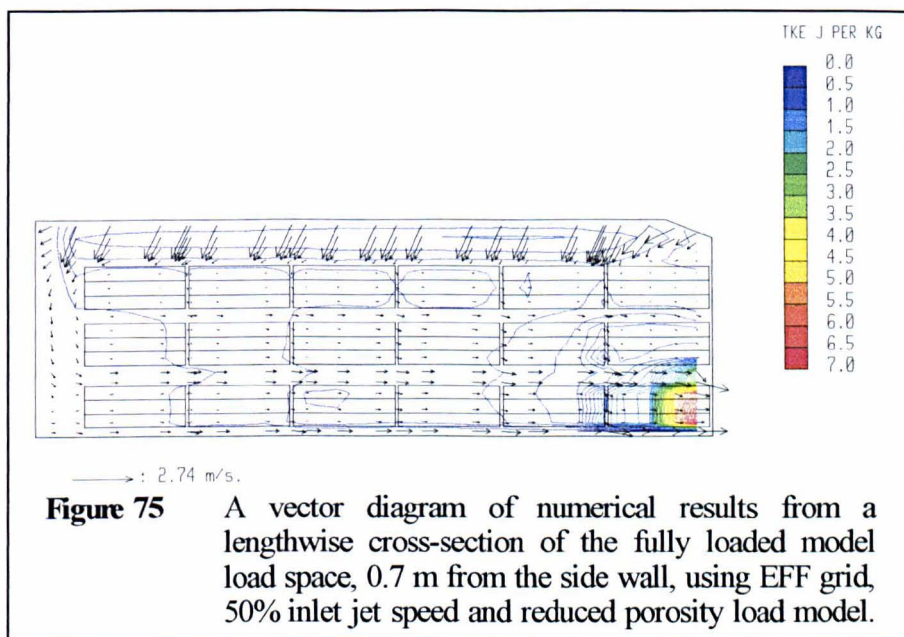 TKE J PER KG
0.0
0.5
1.0
1.5
2.0
2.5
3.0
3.5
4.0
4.5
5.0
5.5
6.0
6.5
7.0
: 2.74 m/s.
Figure 75 A vector diagram of numerical results from a
lengthwise cross-section of the fully loaded model
load space, 0.7 m from the side wall, using EFF grid,
50% inlet jet speed and reduced porosity load model.